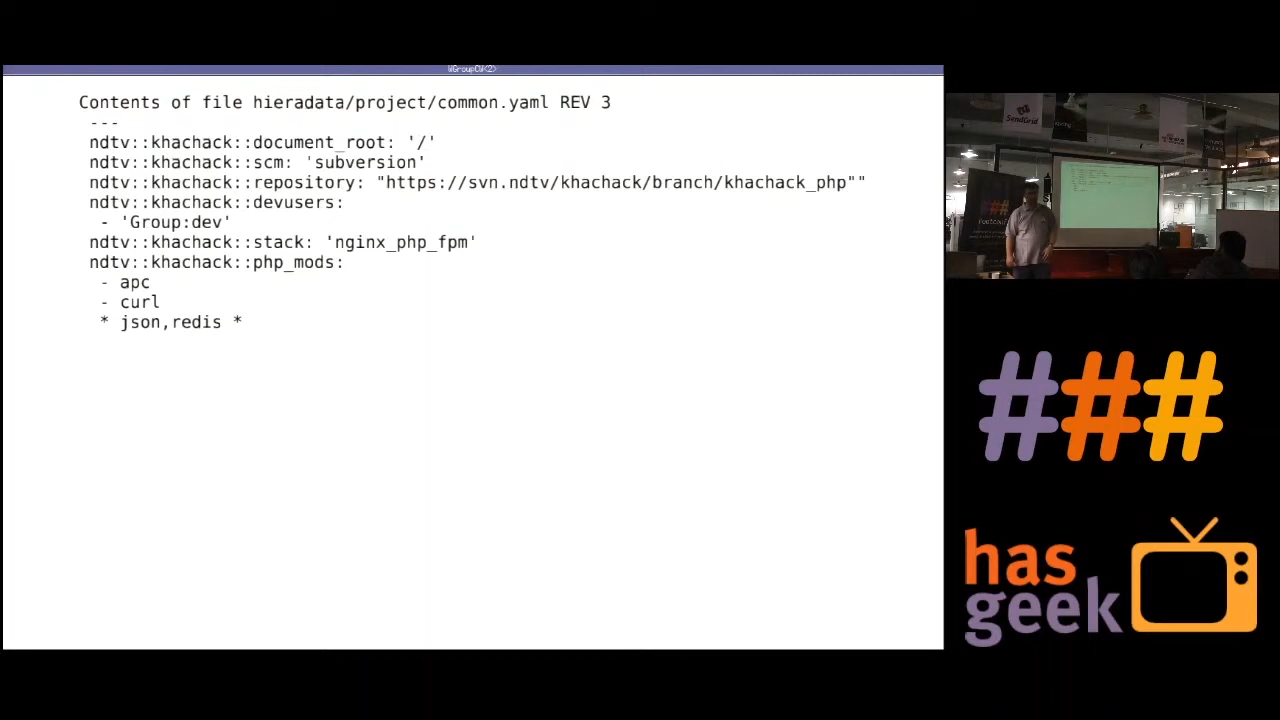 Contents of file hieradata/project/common.yaml REV 3
---
ndtv::khachack::document_root: '/'
ndtv::khachack::scm: 'subversion'
ndtv::khachack::repository: "https://svn.ndtv/khachack/branch/khachack_php""
ndtv::khachack::devusers:
- 'Group:dev'
ndtv::khachack::stack: 'nginx_php_fpm'
ndtv::khachack::php_mods:
- apc
- curl
* json,redis *
SendGrid
###
has
geek